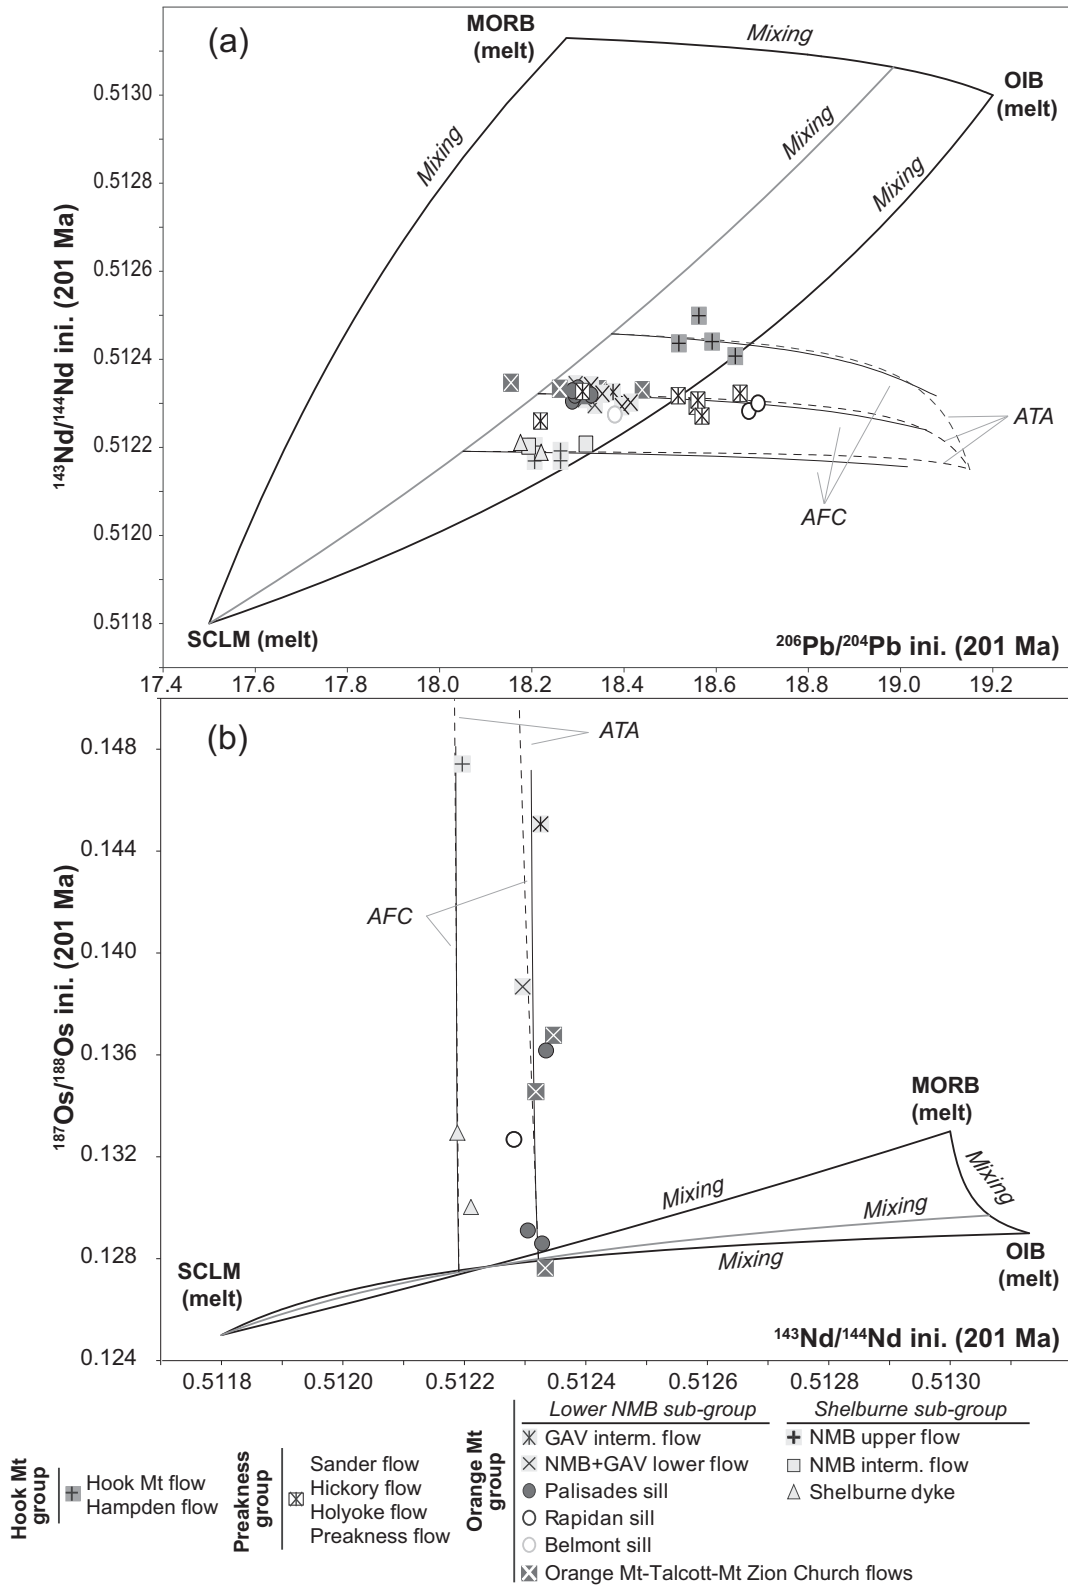 (a)
MORB
(melt)
Mixing
OIB
(melt)
Mixing
Mixing
Mixing
0.5130
0.5128
0.5126
0.5124
0.5122
0.5120
0.5118
¹⁴³Nd/¹⁴⁴Nd ini. (201 Ma)
ATA
AFC
SCLM (melt)
²⁰⁶Pb/²⁰⁴Pb ini. (201 Ma)
17.4 17.6 17.8 18.0 18.2 18.4 18.6 18.8 19.0 19.2
(b)
ATA
0.148
0.144
0.140
0.136
0.132
0.128
0.124
¹⁸⁷Os/¹⁸⁸Os ini. (201 Ma)
AFC
MORB
(melt)
Mixing
Mixing
Mixing
Mixing
SCLM
(melt)
OIB
(melt)
¹⁴³Nd/¹⁴⁴Nd ini. (201 Ma)
0.5118 0.5120 0.5122 0.5124 0.5126 0.5128 0.5130
Hook Mt
group
Hook Mt flow
Hampden flow
Preakness
group
Sander flow
Hickory flow
Holyoke flow
Preakness flow
Orange Mt
group
Lower NMB sub-group
GAV interm. flow
NMB+GAV lower flow
Palisades sill
Rapidan sill
Belmont sill
Orange Mt-Talcott-Mt Zion Church flows
Shelburne sub-group
NMB upper flow
NMB interm. flow
Shelburne dyke